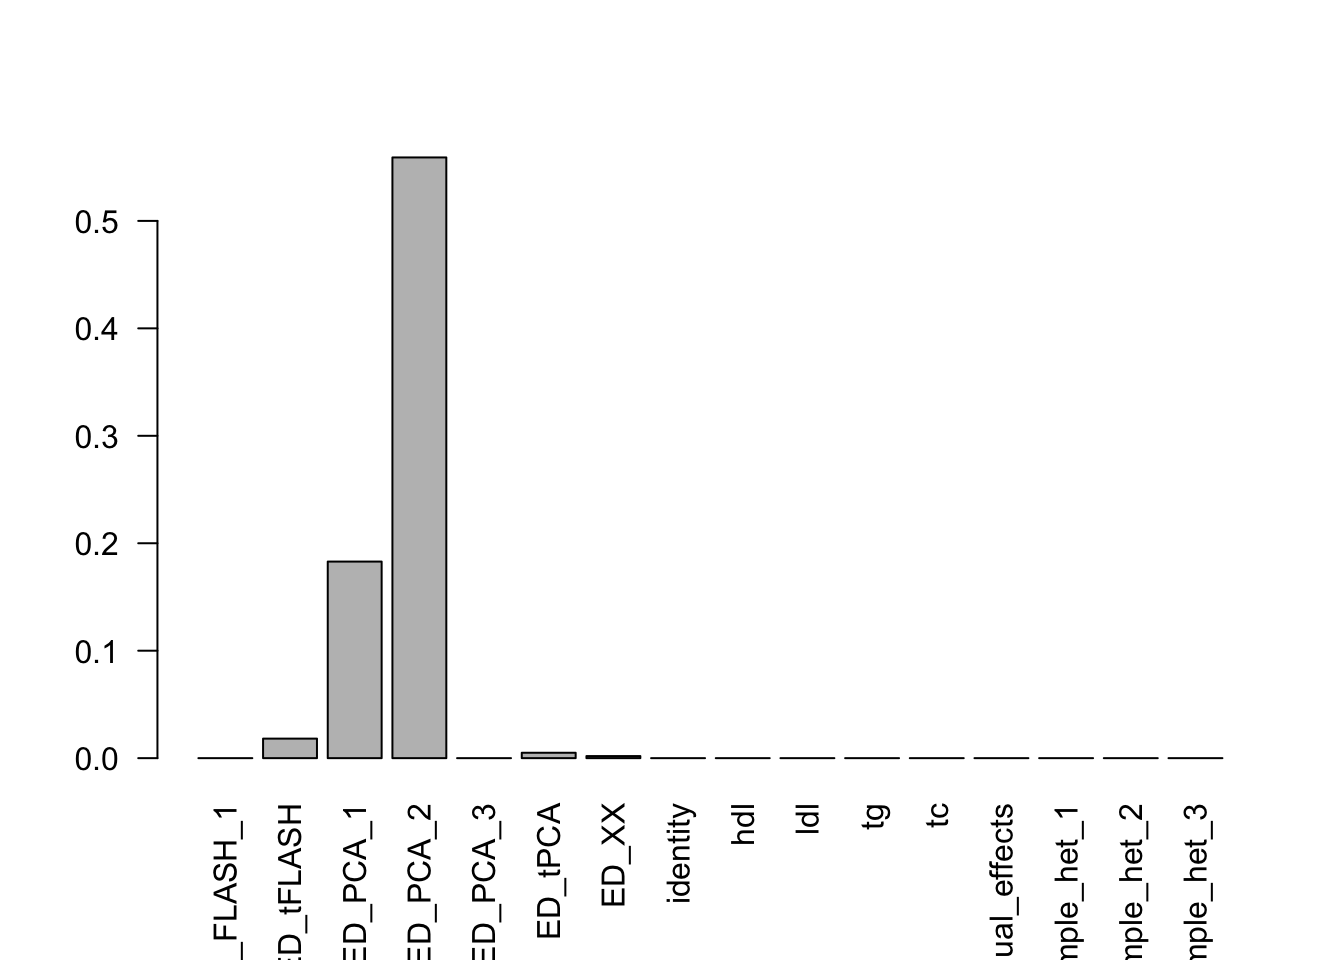 0.5
0.4
0.3
0.2
0.1
0.0
_FLASH_1
ED_tFLASH
ED_PCA_1
ED_PCA_2
ED_PCA_3
ED_tPCA
ED_XX
identity
hdl
ldl
tg
tc
ual_effects
mple_het_1
mple_het_2
mple_het_3